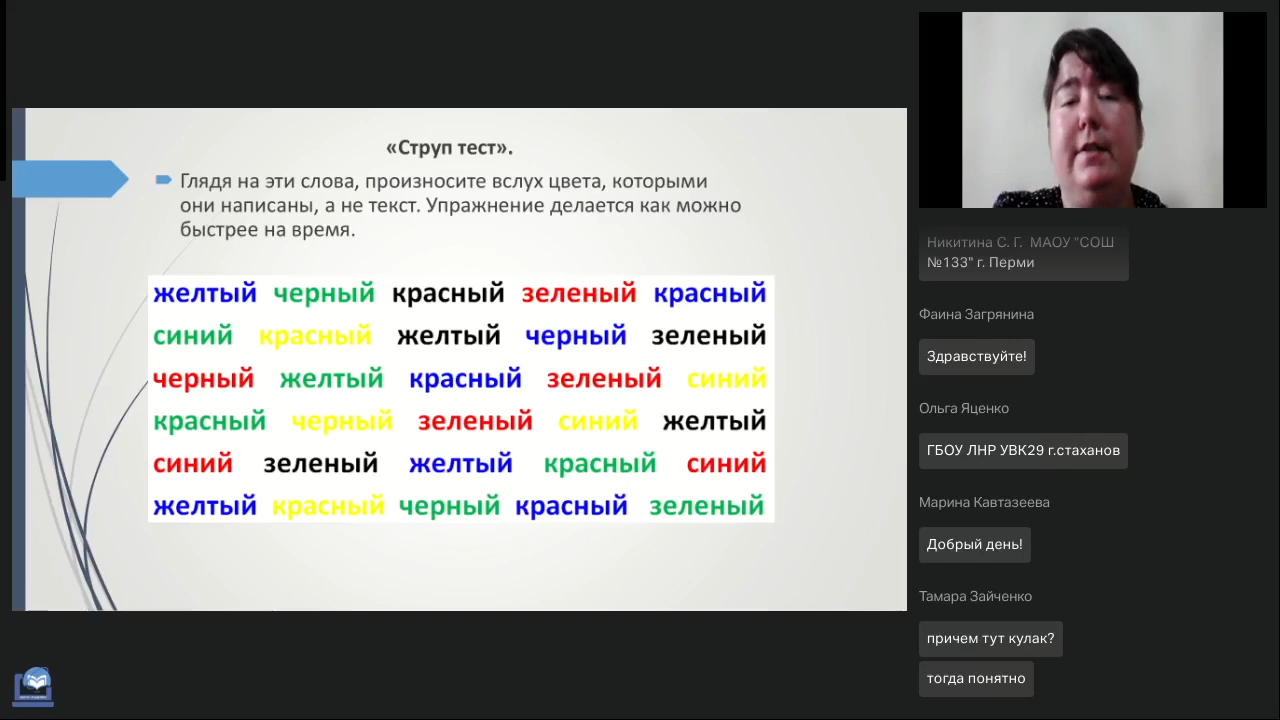 «Струп тест».
Глядя на эти слова, произносите вслух цвета, которыми
они написаны, а не текст. Упражнение делается как можно
быстрее на время.
желтый черный красный зеленый красный
синий красный желтый черный зеленый
черный желтый красный зеленый синий
красный черный зеленый синий желтый
синий зеленый желтый красный синий
желтый красный черный красный зеленый
Никитина С. Г. МАОУ "СОШ
№133" г. Перми
Фаина Загрянина
Здравствуйте!
Ольга Яценко
ГБОУ ЛНР УВК29 г.стаханов
Марина Кавтазеева
Добрый день!
Тамара Зайченко
причем тут кулак?
тогда понятно